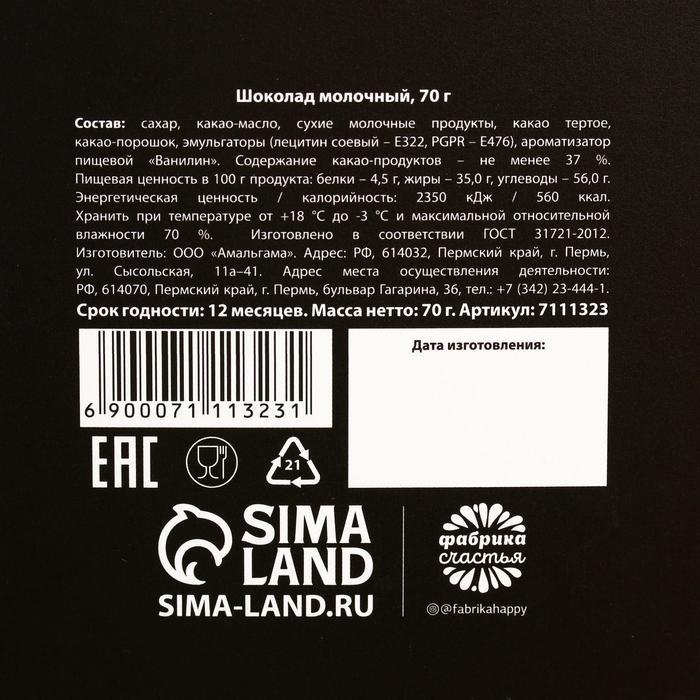 Шоколад молочный, 70 г
Состав: сахар, какао-масло, сухие молочные продукты, какао тертое,
какао-порошок, эмульгаторы (лецитин соевый – Е322, PGPR – Е476), ароматизатор
пищевой «Ванилин». Содержание какао-продуктов – не менее 37 %.
Пищевая ценность в 100 г продукта: белки – 4,5 г, жиры – 35,0 г, углеводы – 56,0 г.
Энергетическая ценность / калорийность: 2350 кДж / 560 ккал.
Хранить при температуре от +18 °С до -3 °С и максимальной относительной
влажности 70 %. Изготовлено в соответствии ГОСТ 31721-2012.
Изготовитель: ООО «Амальгама». Адрес: РФ, 614032, Пермский край, г. Пермь,
ул. Сысольская, 11а–41. Адрес места осуществления деятельности:
РФ, 614070, Пермский край, г. Пермь, бульвар Гагарина, 36, тел.: +7 (342) 23-444-1.
Срок годности: 12 месяцев. Масса нетто: 70 г. Артикул: 7111323
Дата изготовления:
6 900071 113231
EAC
21
SIMA
LAND
SIMA-LAND.RU
фабрика
счастья
@fabrikahappy